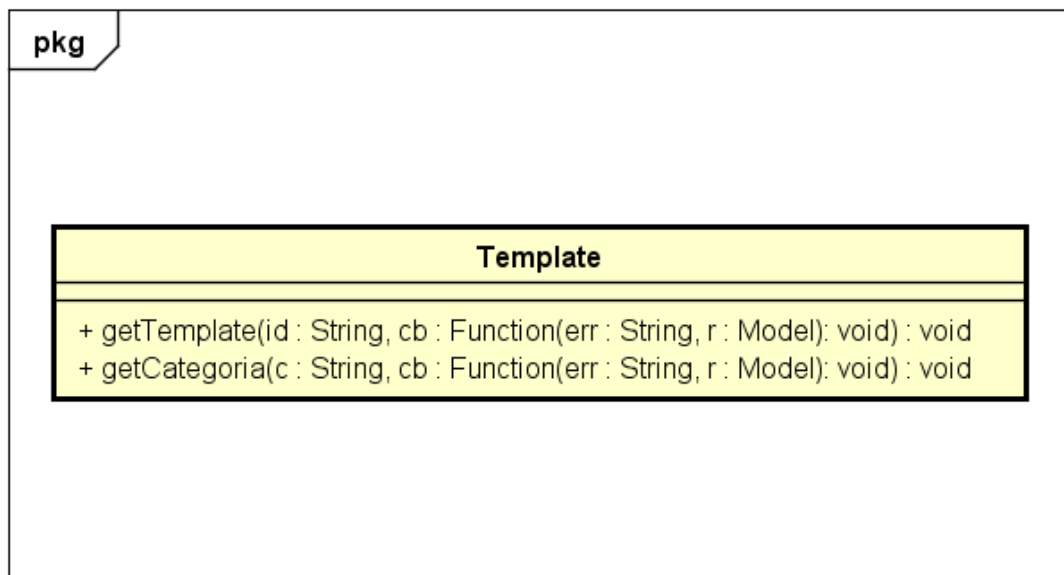 pkg
Template
+ getTemplate(id : String, cb : Function(err : String, r : Model): void) : void
+ getCategoria(c : String, cb : Function(err : String, r : Model): void) : void